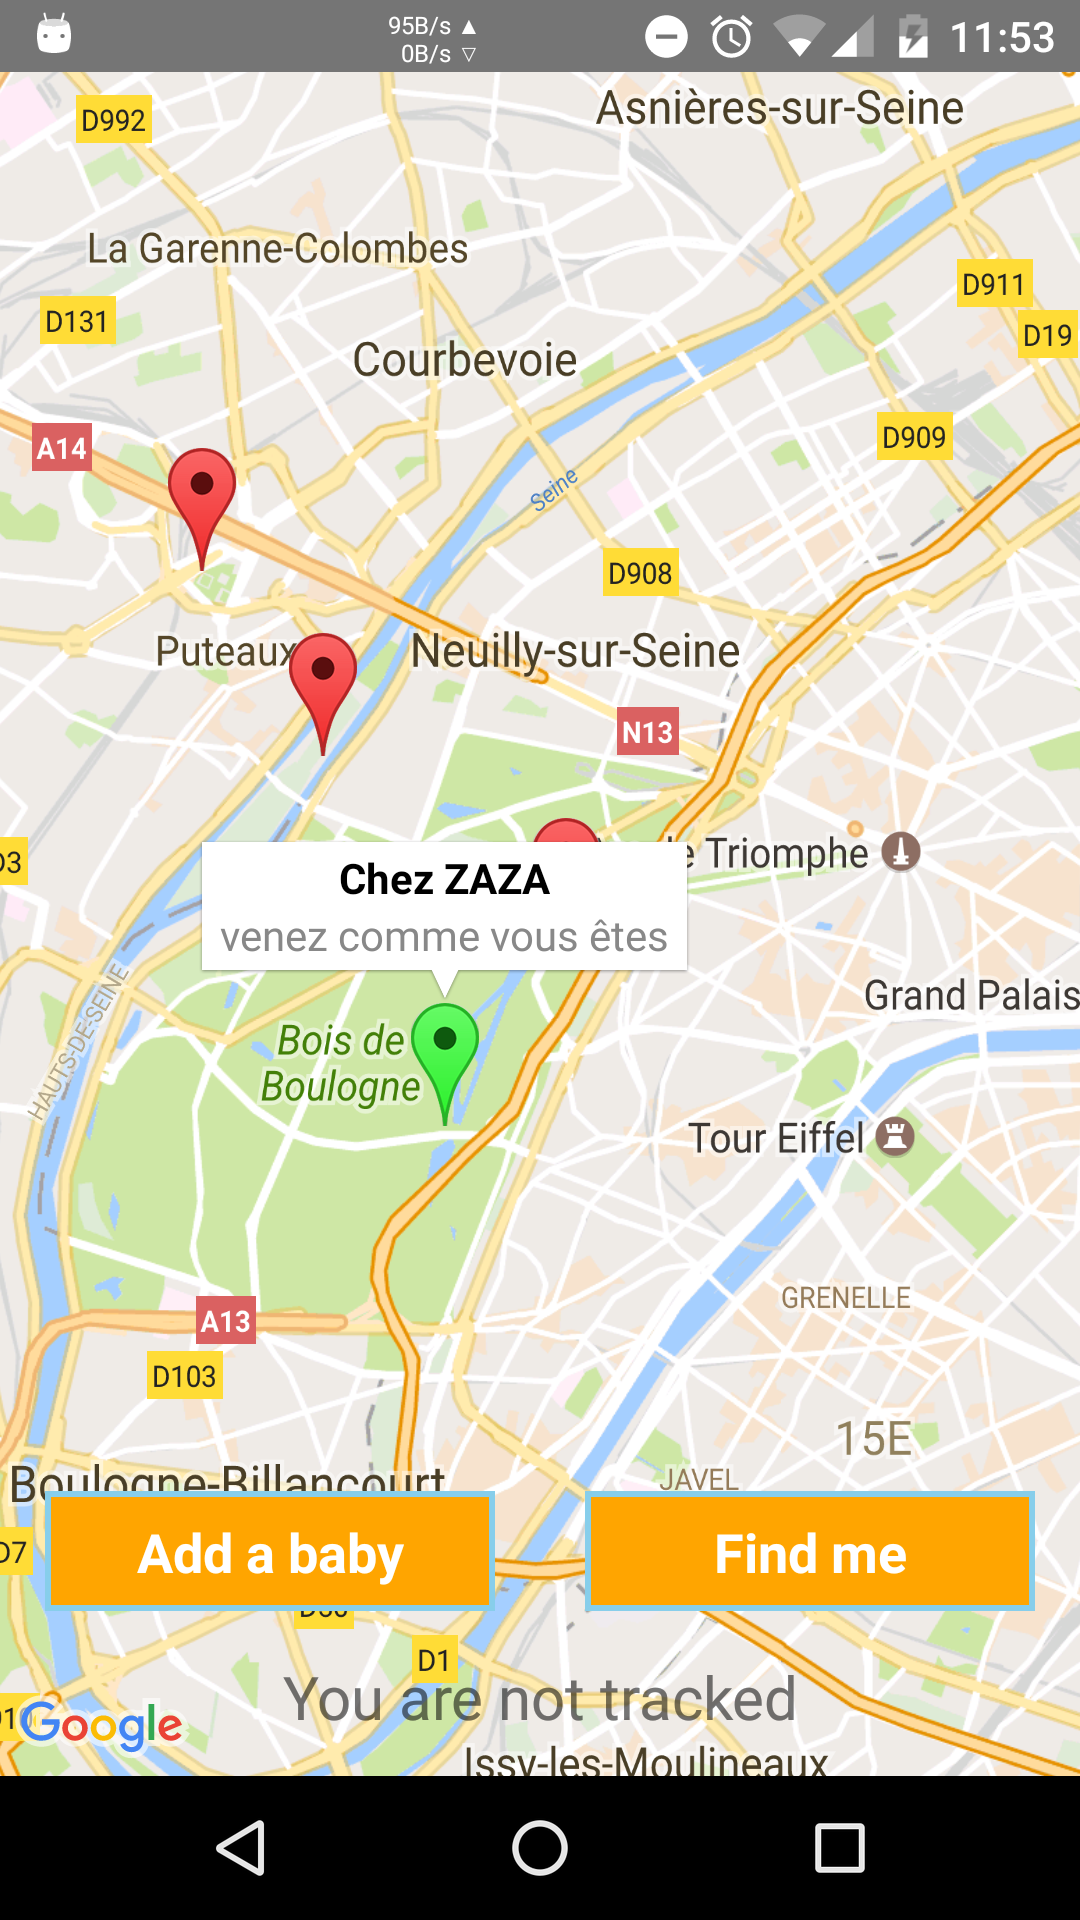 95B/s ▲
0B/s ▽
11:53
D992
Asnières-sur-Seine
La Garenne-Colombes
D911
D131
D19
Courbevoie
D909
A14
Seine
D908
Puteaux
Neuilly-sur-Seine
N13
D3
de Triomphe
Chez ZAZA
venez comme vous êtes
HAUTS-DE-SEINE
Grand Palais
Bois de
Boulogne
Tour Eiffel
GRENELLE
A13
D103
15E
JAVEL
Boulogne-Billancourt
Add a baby
Find me
D7
D1
You are not tracked
Google
Issy-les-Moulineaux